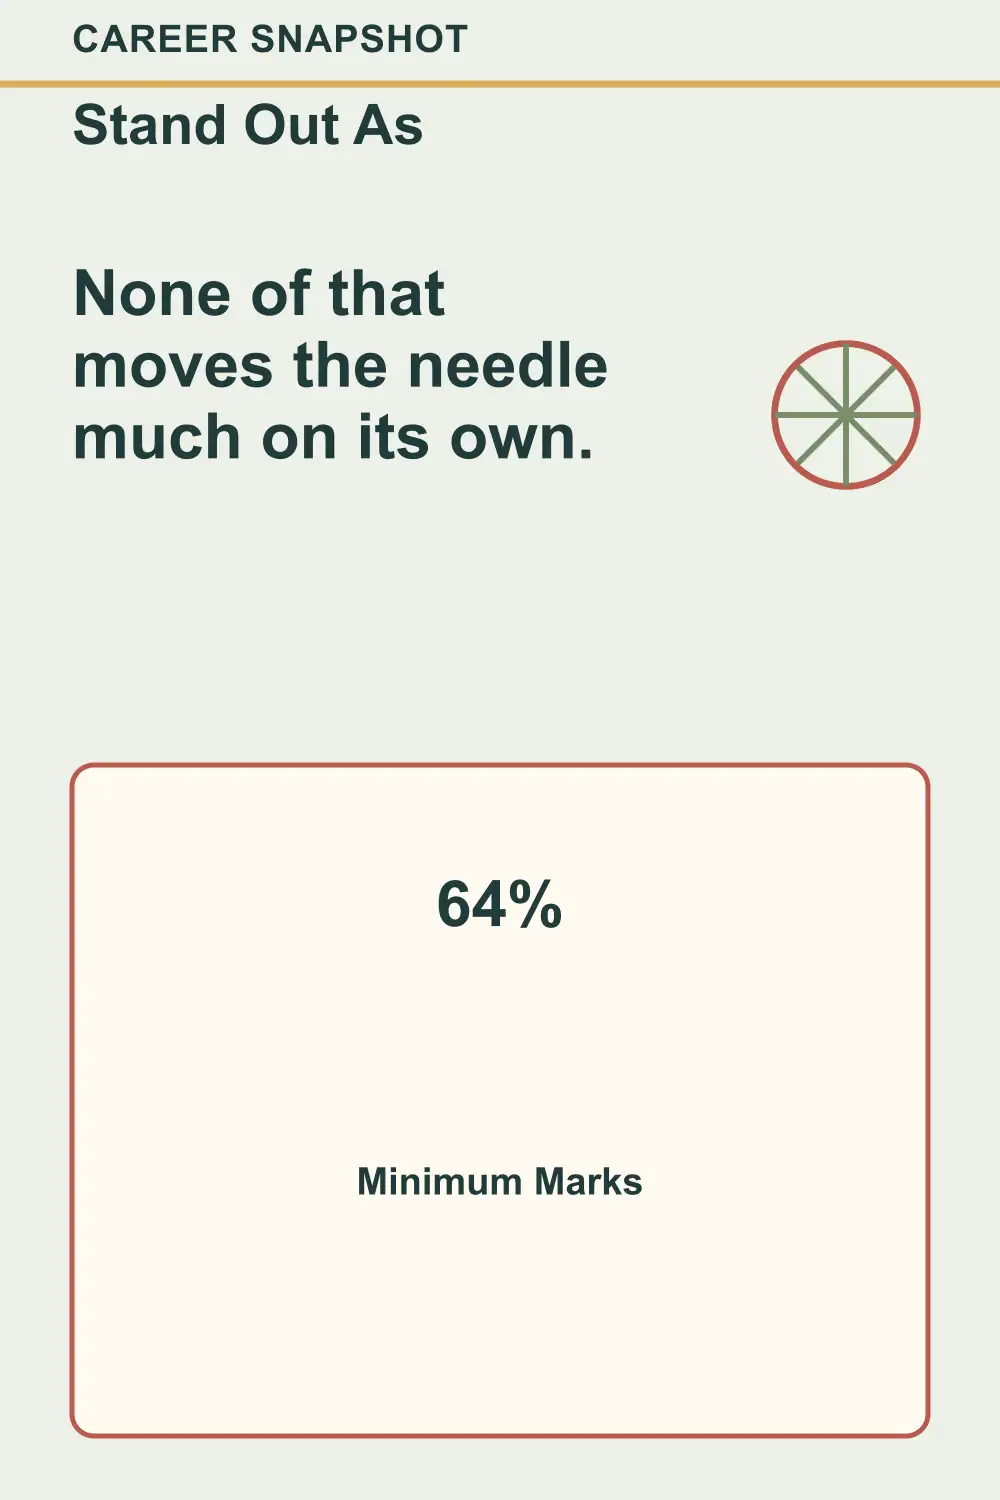 CAREER SNAPSHOT
Stand Out As
None of that
moves the needle
much on its own.
64%
Minimum Marks